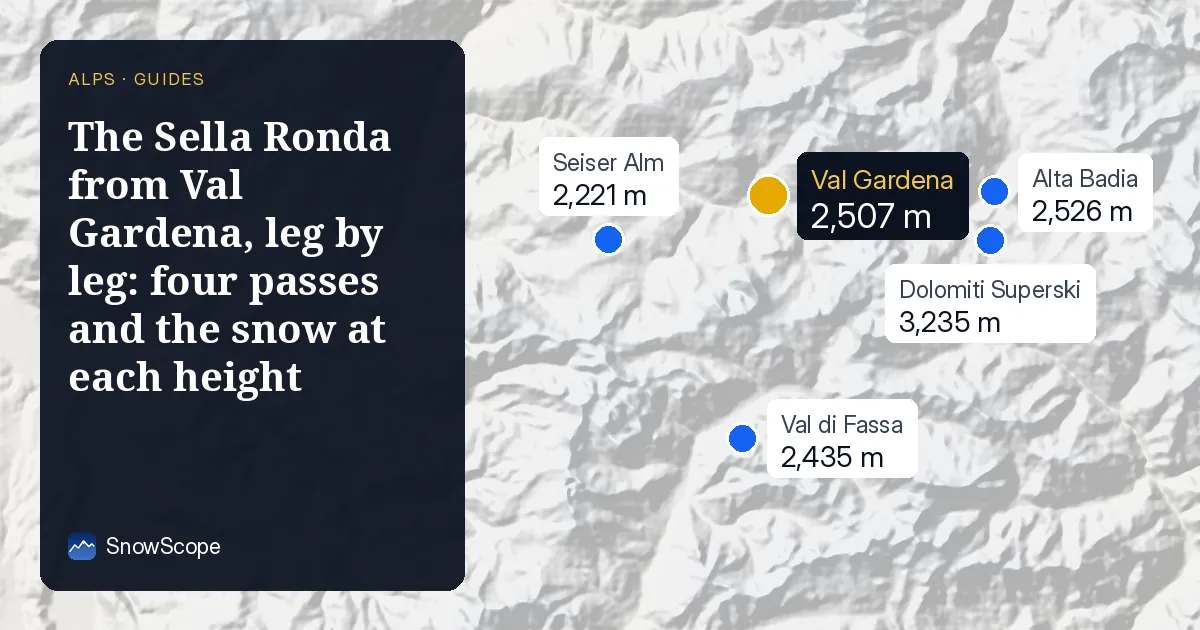 ALPS · GUIDES
The Sella Ronda
from Val
Gardena, leg by
leg: four passes
and the snow at
each height
SnowScope
Seiser Alm
2,221 m
Val Gardena
2,507 m
Alta Badia
2,526 m
Dolomiti Superski
3,235 m
Val di Fassa
2,435 m